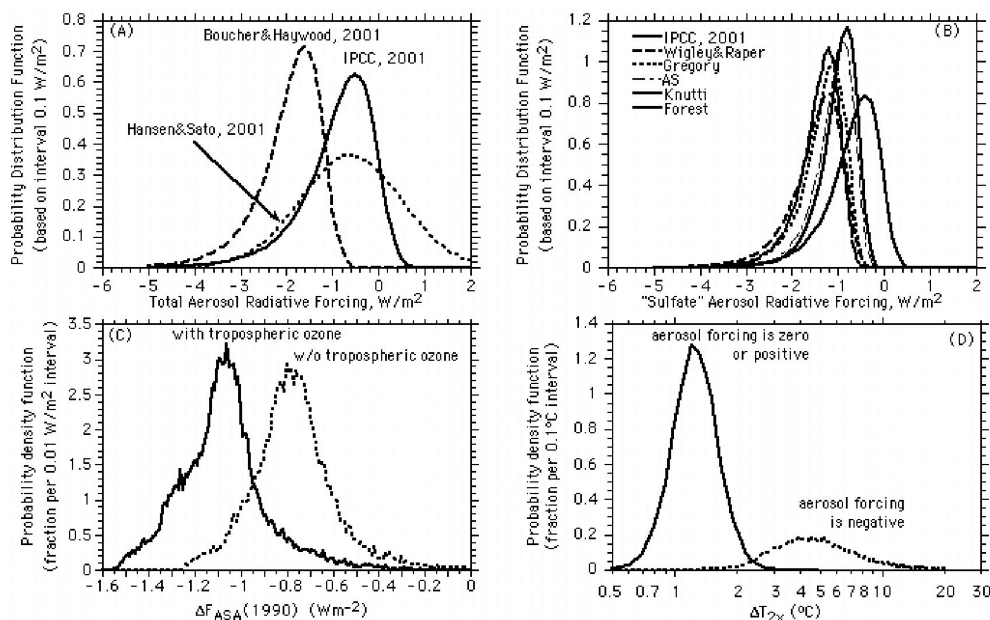 (A)
Probability Distribution Function
(based on interval 0.1 W/m²)
0.8
0.7
0.6
0.5
0.4
0.3
0.2
0.1
0
Boucher&Haywood, 2001
IPCC, 2001
Hansen&Sato, 2001
-6 -5 -4 -3 -2 -1 0 1 2
Total Aerosol Radiative Forcing, W/m²
(B)
Probability Distribution Function
(based on interval 0.1 W/m²)
1.4
1.2
1
0.8
0.6
0.4
0.2
0
IPCC, 2001
Wigley&Raper
Gregory
AS
Knutti
Forest
-6 -5 -4 -3 -2 -1 0 1 2
"Sulfate" Aerosol Radiative Forcing, W/m²
(C)
Probability density function
(fraction per 0.01 W/m² interval)
3.5
3
2.5
2
1.5
1
0.5
0
with tropospheric ozone
w/o tropospheric ozone
-1.6 -1.4 -1.2 -1 -0.8 -0.6 -0.4 -0.2 0
ΔF_ASA(1990) (Wm-2)
(D)
Probability density function
(fraction per 0.1°C interval)
1.4
1.2
1
0.8
0.6
0.4
0.2
0
aerosol forcing is zero
or positive
aerosol forcing
is negative
0.5 0.7 1 2 3 4 5 6 7 8 10 20 30
ΔT₂ₓ (°C)